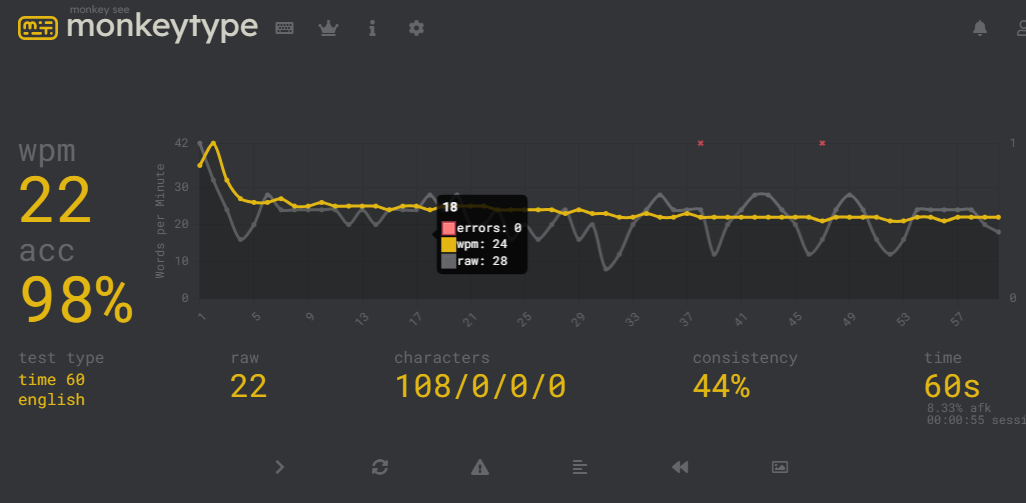 monkey see
monkeytype
wpm
22
acc
98%
Words per Minute
42
30
20
10
0
1
0
18
errors: 0
wpm: 24
raw: 28
1
5
9
13
17
21
25
29
33
37
41
45
49
53
57
test type
time 60
english
raw
22
characters
108/0/0/0
consistency
44%
time
60s
8.33% afk
00:00:55 sessi